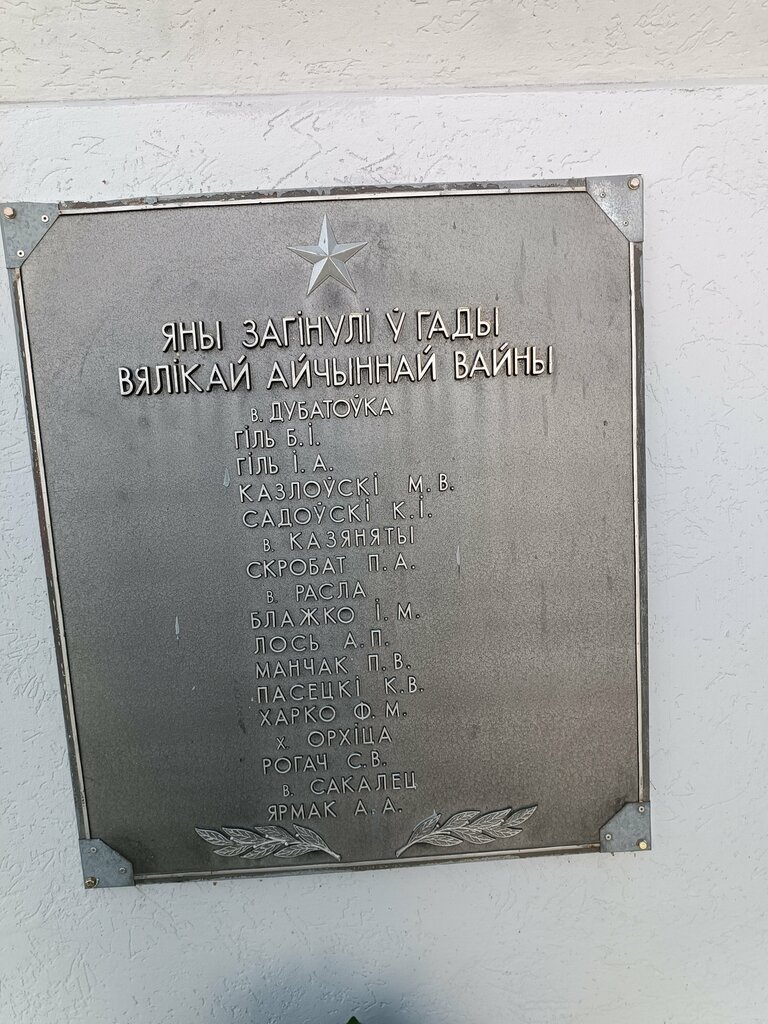 ЯНЫ ЗАГІНУЛІ Ў ГАДЫ
ВЯЛІКАЙ АЙЧЫННАЙ ВАЙНЫ
в. ДУБАТОЎКА
ГІЛЬ Б. І.
ГІЛЬ І. А.
КАЗЛОЎСКІ М. В.
САДОЎСКІ К. І.
в. КАЗЯНЯТЫ
СКРОБАТ П. А.
в. РАСЛА
БЛАЖКО І. М.
ЛОСЬ А. П.
МАНЧАК П. В.
ПАСЕЦКІ К. В.
ХАРКО Ф. М.
х. ОРХІЦА
РОГАЧ С. В.
в. САКАЛЕЦ
ЯРМАК А. А.